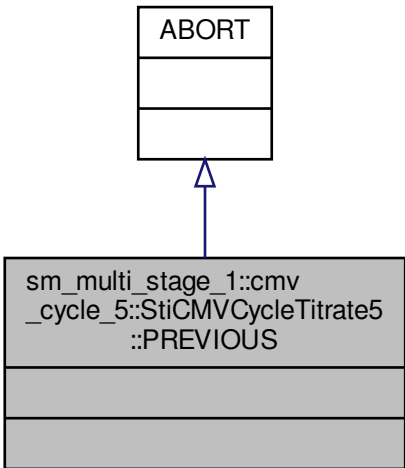 ABORT
sm_multi_stage_1::cmv
_cycle_5::StiCMVCycleTitrate5
::PREVIOUS